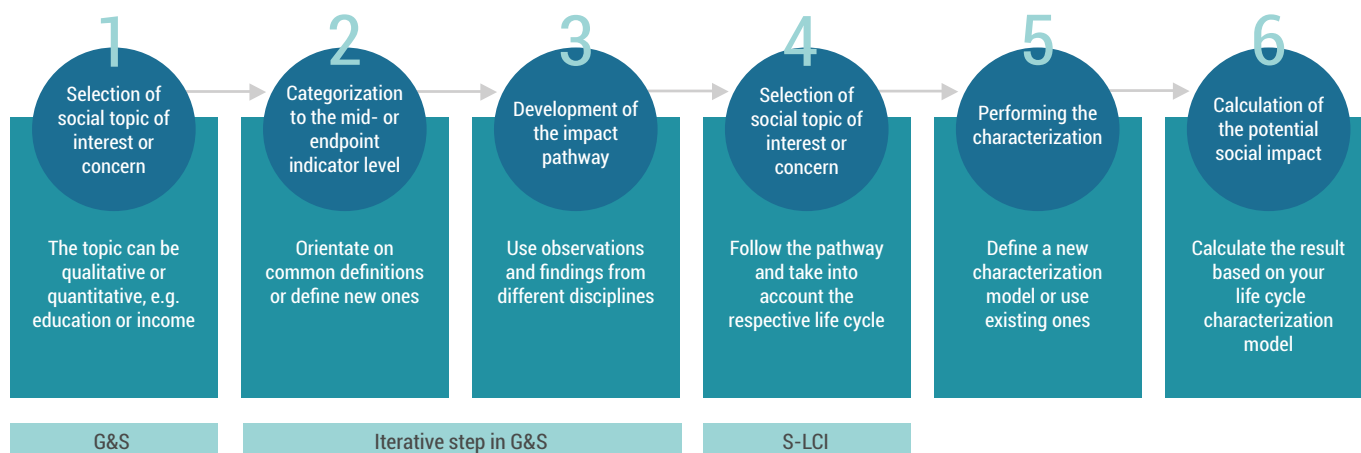 1
Selection of
social topic of
interest or
concern
The topic can be
qualitative or
quantitative, e.g.
education or income
2
Categorization
to the mid- or
endpoint
indicator level
Orientate on
common definitions
or define new ones
3
Development of
the impact
pathway
Use observations
and findings from
different disciplines
4
Selection of
social topic of
interest or
concern
Follow the pathway
and take into
account the
respective life cycle
5
Performing the
characterization
Define a new
characterization
model or use
existing ones
6
Calculation of
the potential
social impact
Calculate the result
based on your
life cycle
characterization
model
G&S
Iterative step in G&S
S-LCI